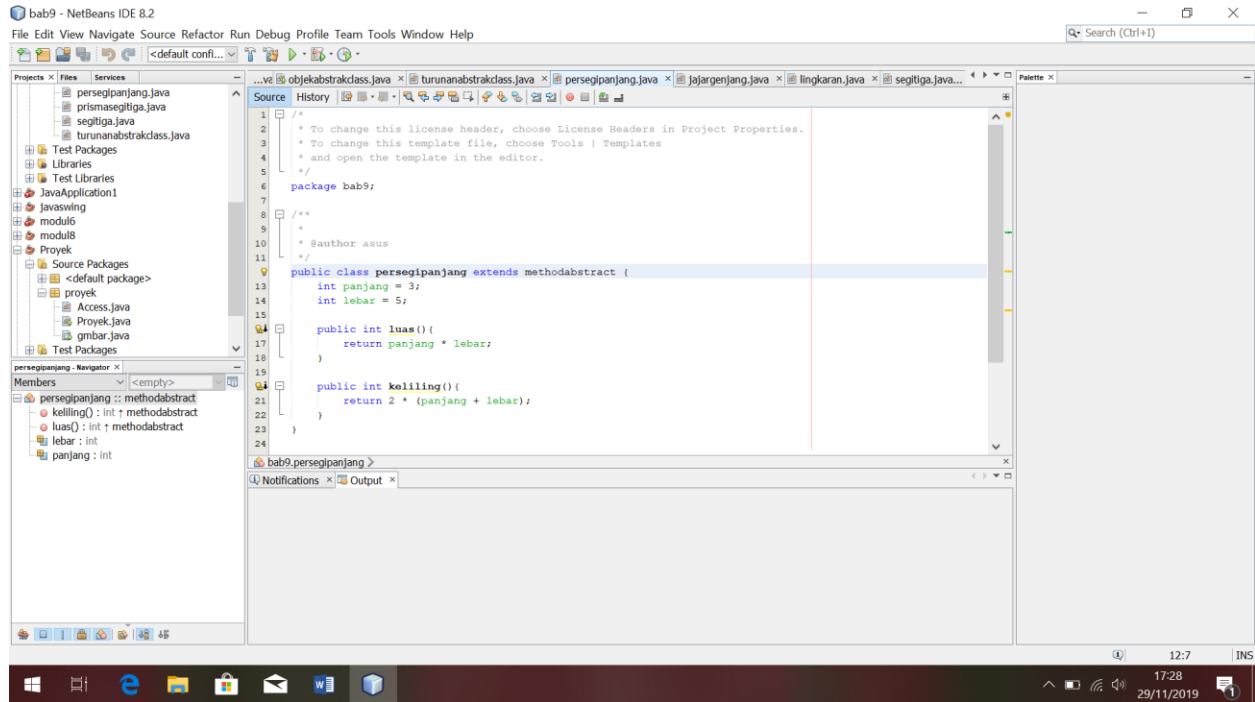 bab9 - NetBeans IDE 8.2
File Edit View Navigate Source Refactor Run Debug Profile Team Tools Window Help
Search (Ctrl+I)
<default confi...
Projects Files Services
persegipanjang.java
prismasegitiga.java
segitiga.java
turunanabstrakclass.java
Test Packages
Libraries
Test Libraries
JavaApplication1
javaswing
modul6
modul8
Proyek
Source Packages
<default package>
proyek
Access.java
Proyek.java
gmbar.java
Test Packages
persegipanjang - Navigator
Members <empty>
persegipanjang :: methodabstract
keliling() : int ↑ methodabstract
luas() : int ↑ methodabstract
lebar : int
panjang : int
...va objekabstrakclass.java turunanabstrakclass.java persegipanjang.java jajargenjang.java lingkaran.java segitiga.java...
Source History
1 /*
2 * To change this license header, choose License Headers in Project Properties.
3 * To change this template file, choose Tools | Templates
4 * and open the template in the editor.
5 */
6 package bab9;
7
8 /**
9 *
10 * @author asus
11 */
public class persegipanjang extends methodabstract {
13 int panjang = 3;
14 int lebar = 5;
15
public int luas(){
17 return panjang * lebar;
18 }
19
public int keliling(){
21 return 2 * (panjang + lebar);
22 }
23 }
24
bab9.persegipanjang
Notifications Output
Palette
12:7 INS
17:28
29/11/2019